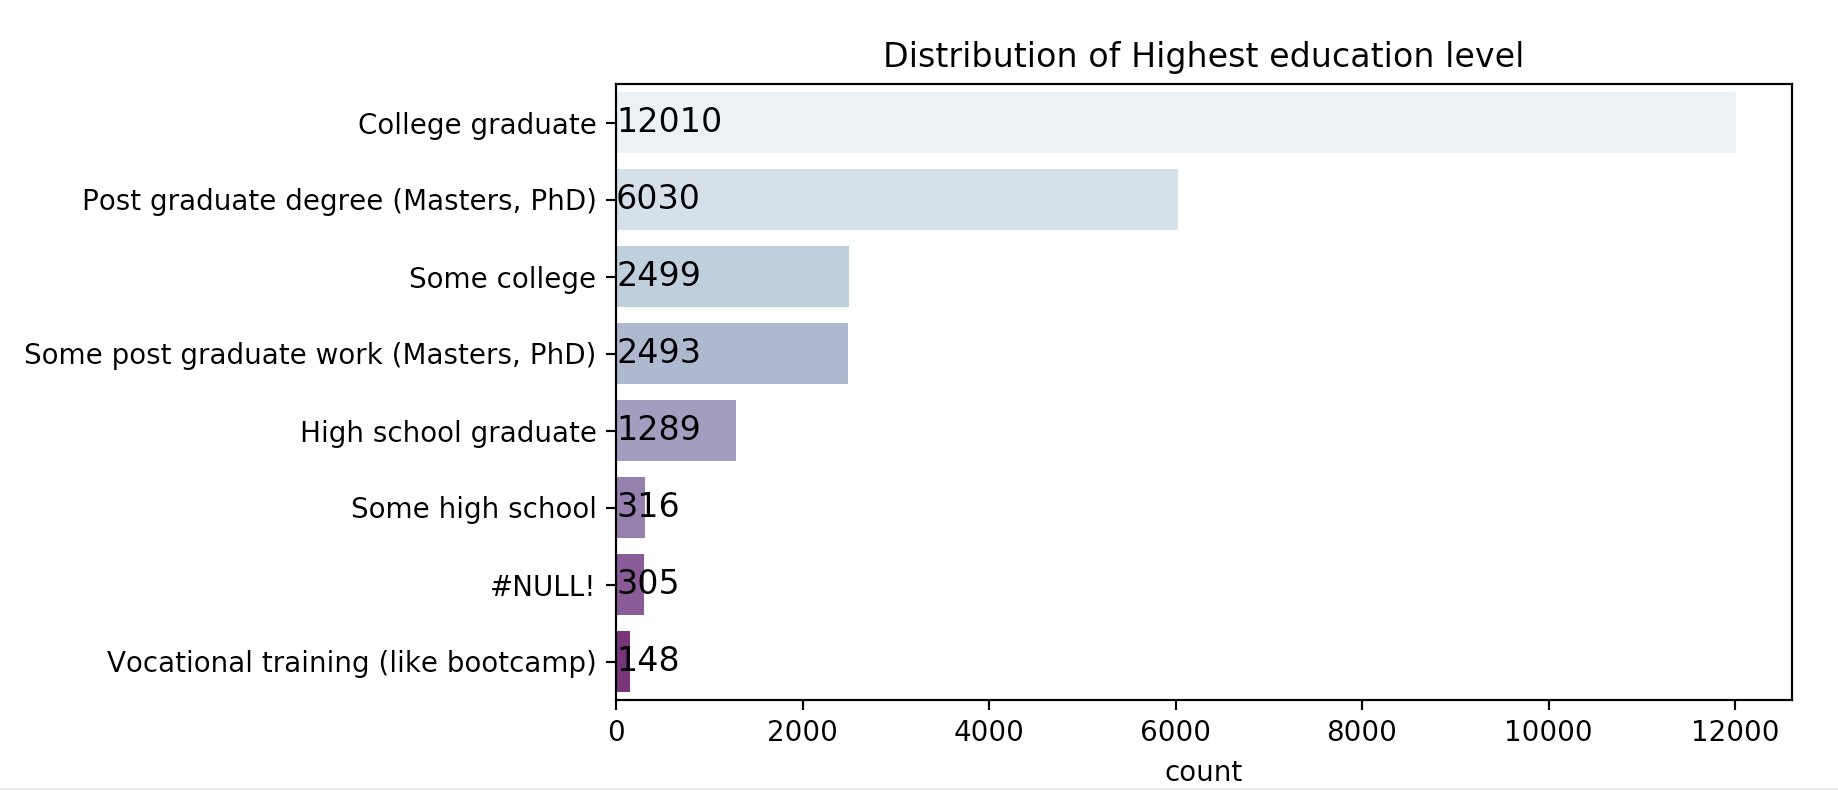 Distribution of Highest education level
College graduate 12010
Post graduate degree (Masters, PhD) 6030
Some college 2499
Some post graduate work (Masters, PhD) 2493
High school graduate 1289
Some high school 316
#NULL! 305
Vocational training (like bootcamp) 148
0 2000 4000 6000 8000 10000 12000
count